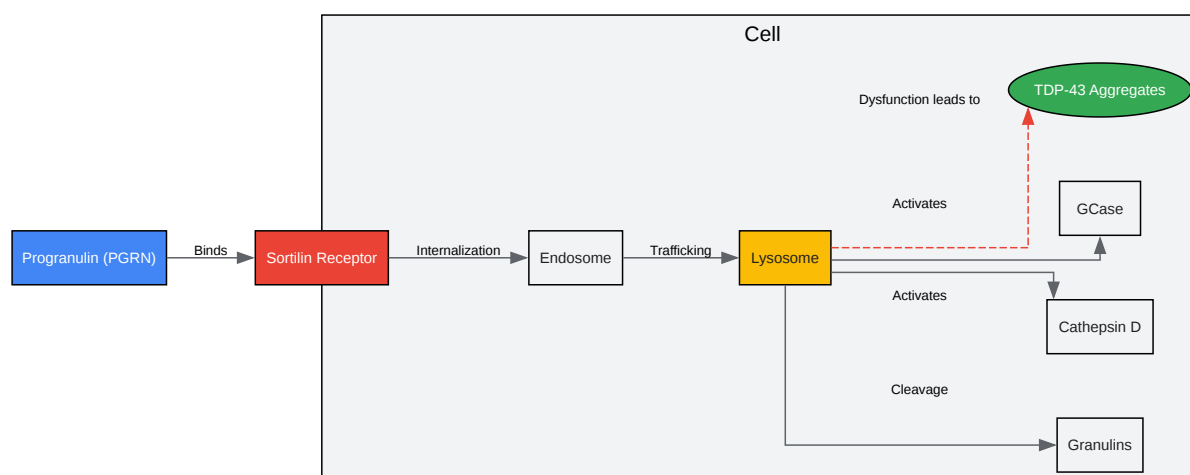 Cell
TDP-43 Aggregates
Dysfunction leads to
Activates
GCase
Progranulin (PGRN)
Binds
Sortilin Receptor
Internalization
Endosome
Trafficking
Lysosome
Activates
Cathepsin D
Cleavage
Granulins